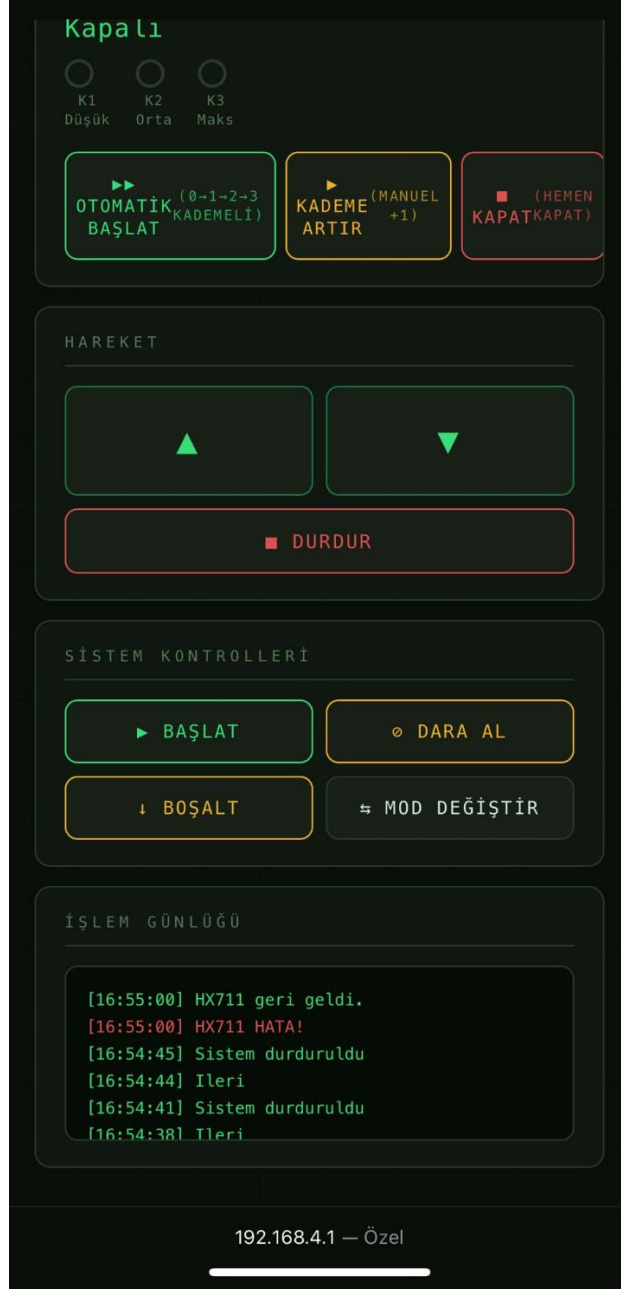 Kapalı
K1 K2 K3
Düşük Orta Maks
▶▶ OTOMATİK BAŞLAT (0→1→2→3 KADEMELİ)
▶ KADEME ARTIR (MANUEL +1)
■ KAPAT (HEMEN KAPAT)
HAREKET
▲ ▼
■ DURDUR
SİSTEM KONTROLLERİ
▶ BAŞLAT
⊘ DARA AL
↓ BOŞALT
⇆ MOD DEĞİŞTİR
İŞLEM GÜNLÜĞÜ
[16:55:00] HX711 geri geldi.
[16:55:00] HX711 HATA!
[16:54:45] Sistem durduruldu
[16:54:44] Ileri
[16:54:41] Sistem durduruldu
[16:54:38] Ileri
192.168.4.1 — Özel